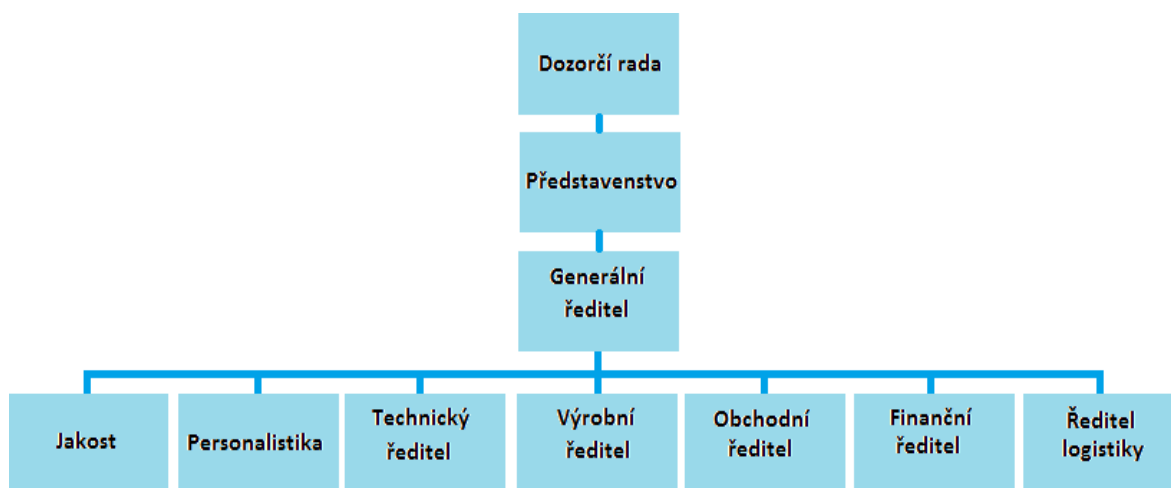 Dozorčí rada
Představenstvo
Generální
ředitel
Jakost
Personalistika
Technický
ředitel
Výrobní
ředitel
Obchodní
ředitel
Finanční
ředitel
Ředitel
logistiky